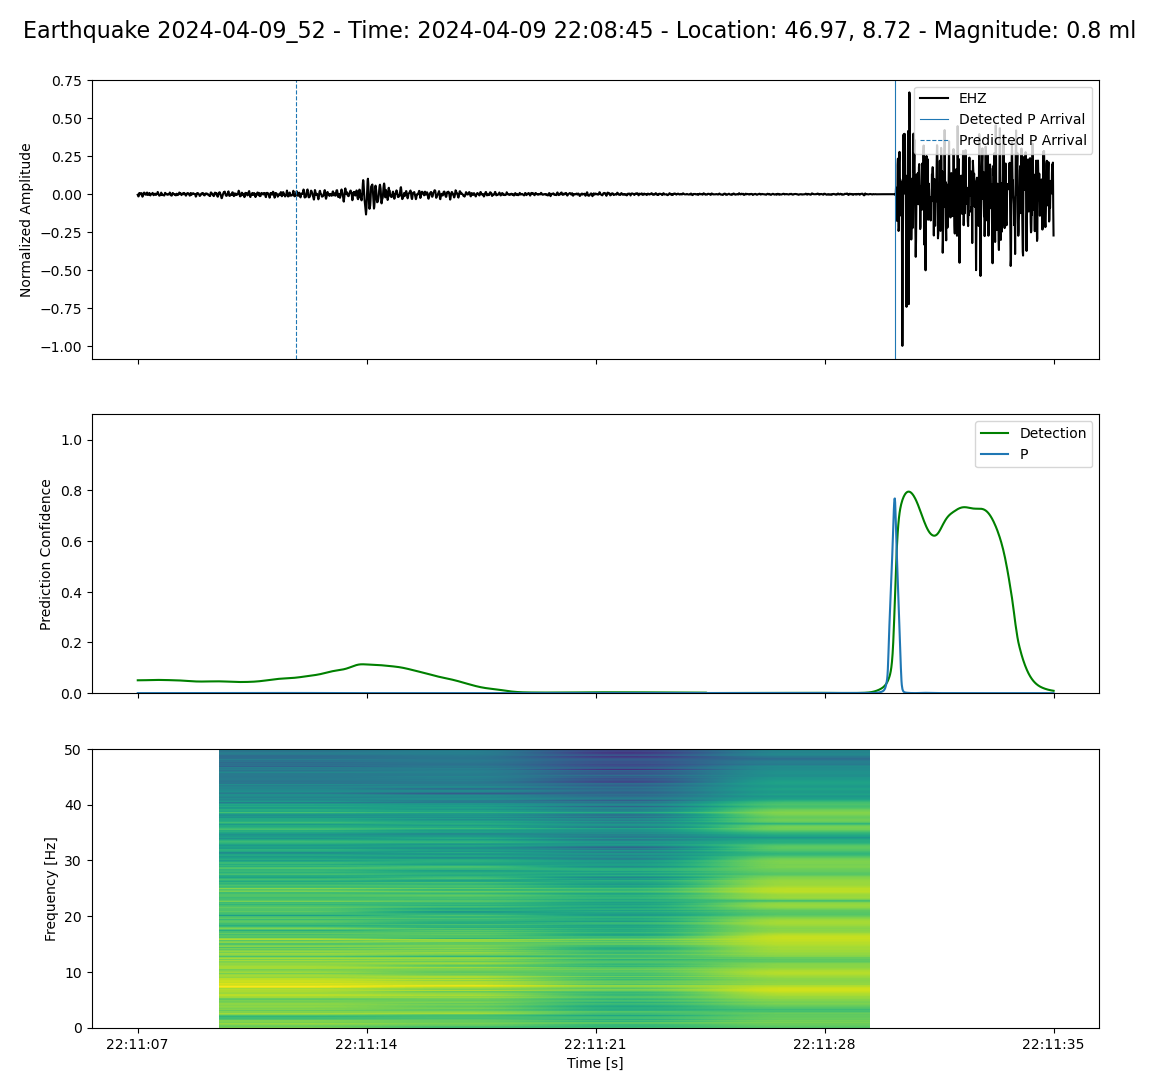 Earthquake 2024-04-09_52 - Time: 2024-04-09 22:08:45 - Location: 46.97, 8.72 - Magnitude: 0.8 ml
Normalized Amplitude
0.75
0.50
0.25
0.00
−0.25
−0.50
−0.75
−1.00
EHZ
Detected P Arrival
Predicted P Arrival
Prediction Confidence
1.0
0.8
0.6
0.4
0.2
0.0
Detection
P
Frequency [Hz]
50
40
30
20
10
0
22:11:07
22:11:14
22:11:21
22:11:28
22:11:35
Time [s]